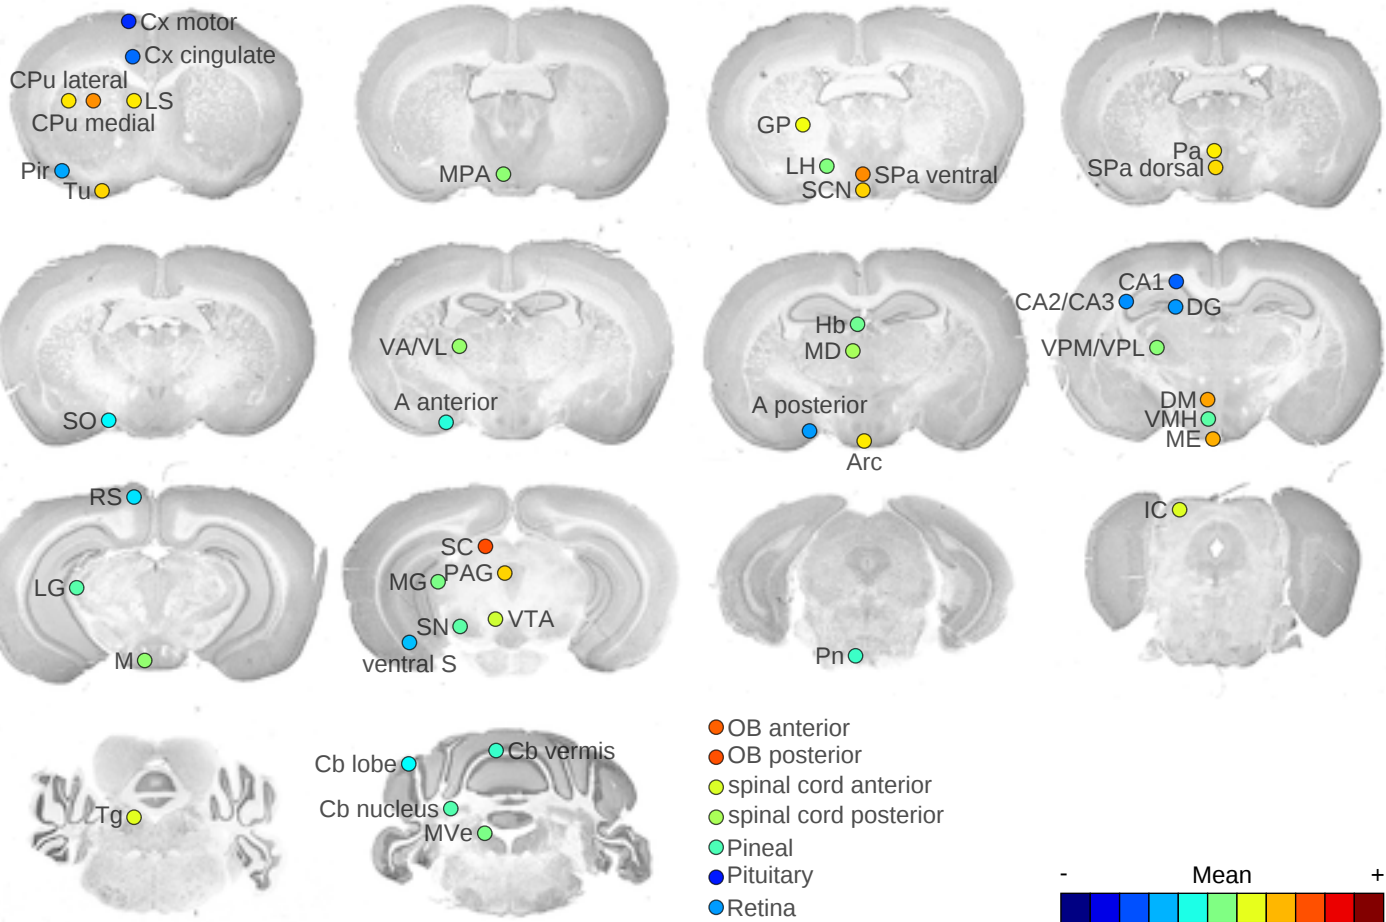 Cx motor
Cx cingulate
CPu lateral
LS
CPu medial
Pir
Tu
MPA
GP
LH
SPa ventral
SCN
Pa
SPa dorsal
SO
VA/VL
A anterior
Hb
MD
A posterior
Arc
CA1
CA2/CA3
DG
VPM/VPL
DM
VMH
ME
RS
LG
M
SC
PAG
MG
VTA
SN
ventral S
Pn
IC
Tg
Cb vermis
Cb lobe
Cb nucleus
MVe
OB anterior
OB posterior
spinal cord anterior
spinal cord posterior
Pineal
Pituitary
Retina
- Mean +